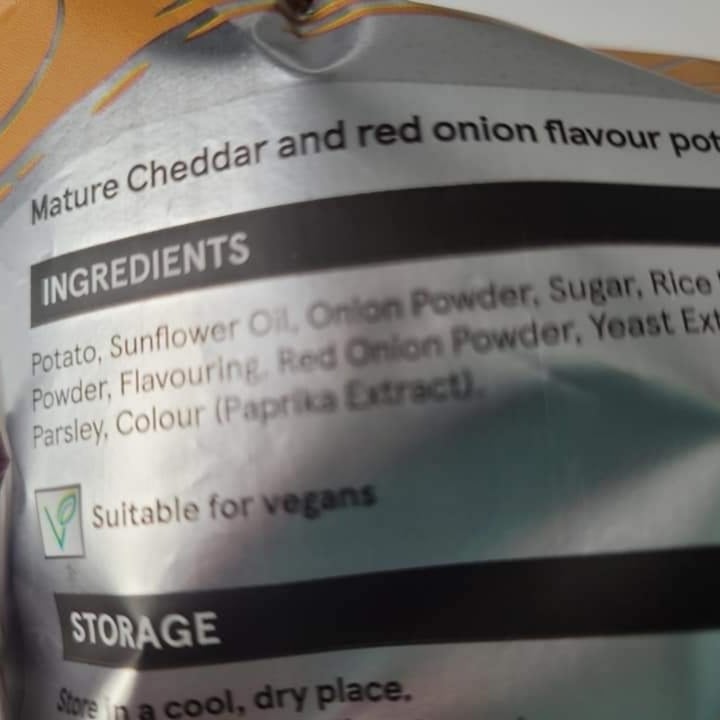 Mature Cheddar and red onion flavour pot
INGREDIENTS
Potato, Sunflower Oil, Onion Powder, Sugar, Rice
Powder, Flavouring, Red Onion Powder, Yeast Ext
Parsley, Colour (Paprika Extract).
Suitable for vegans
STORAGE
Store in a cool, dry place.